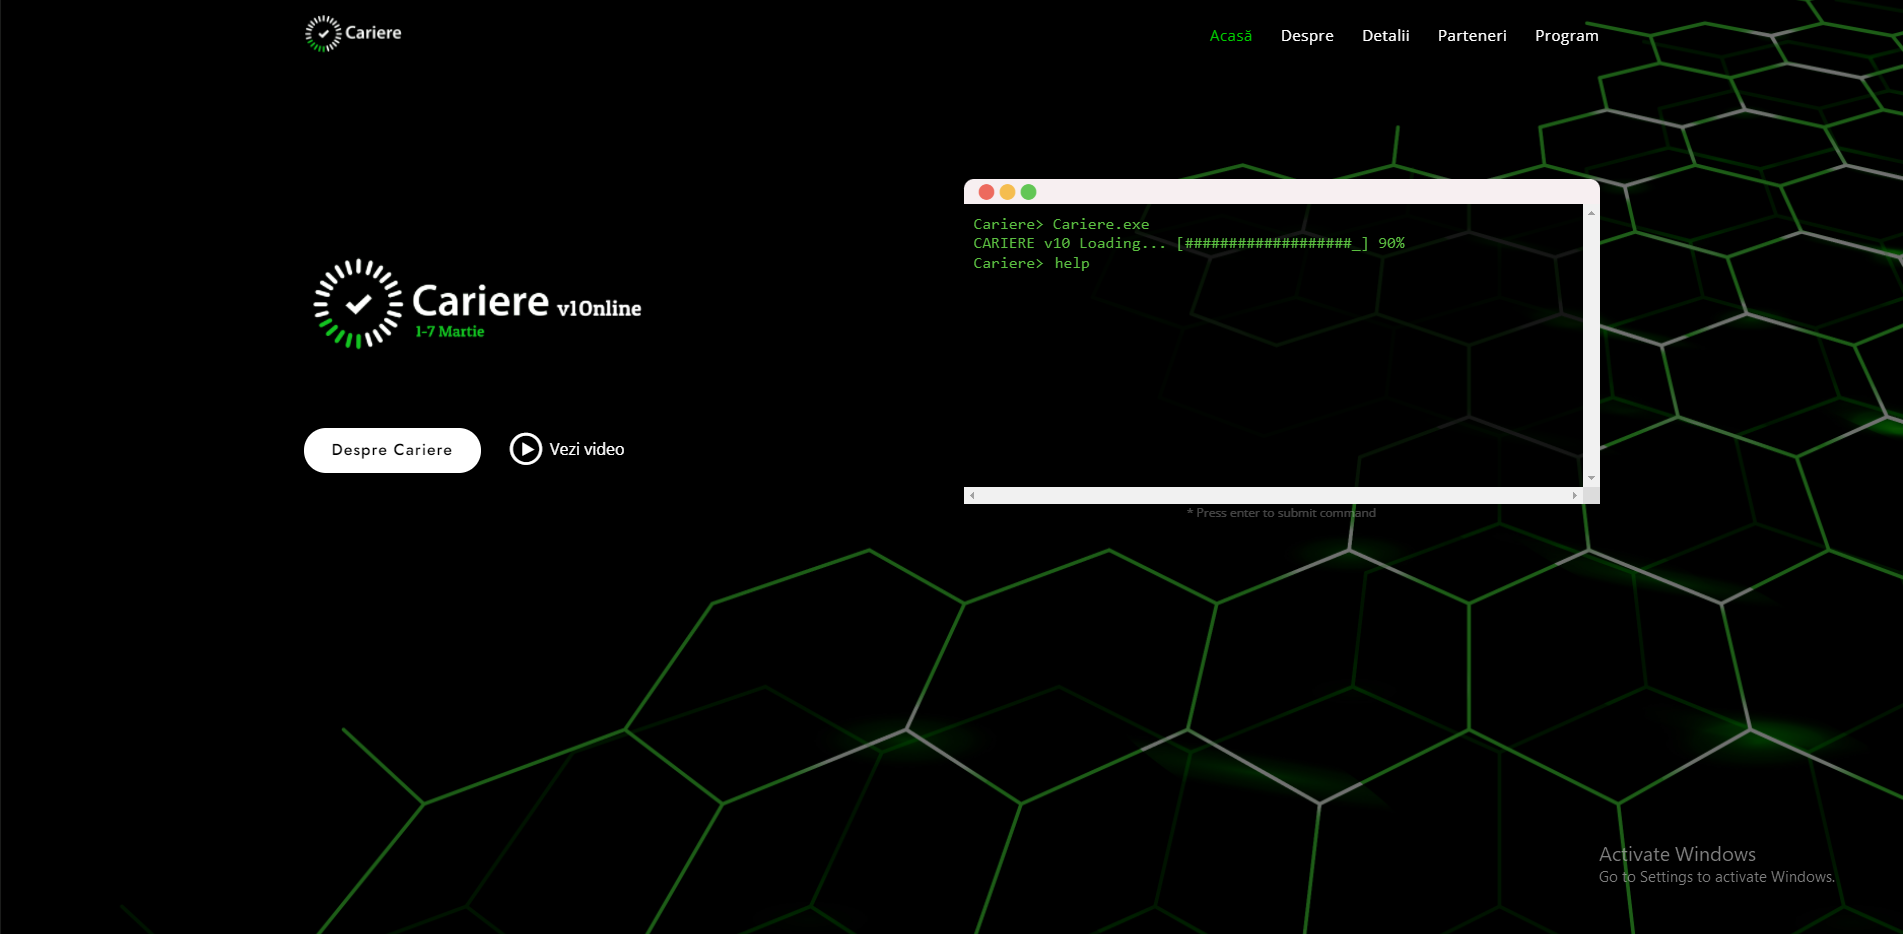 Cariere
Acasă
Despre
Detalii
Parteneri
Program
Cariere> Cariere.exe
CARIERE v10 Loading... [###################_] 90%
Cariere> help
* Press enter to submit command
Cariere v10nline
1-7 Martie
Despre Cariere
Vezi video
Activate Windows
Go to Settings to activate Windows.